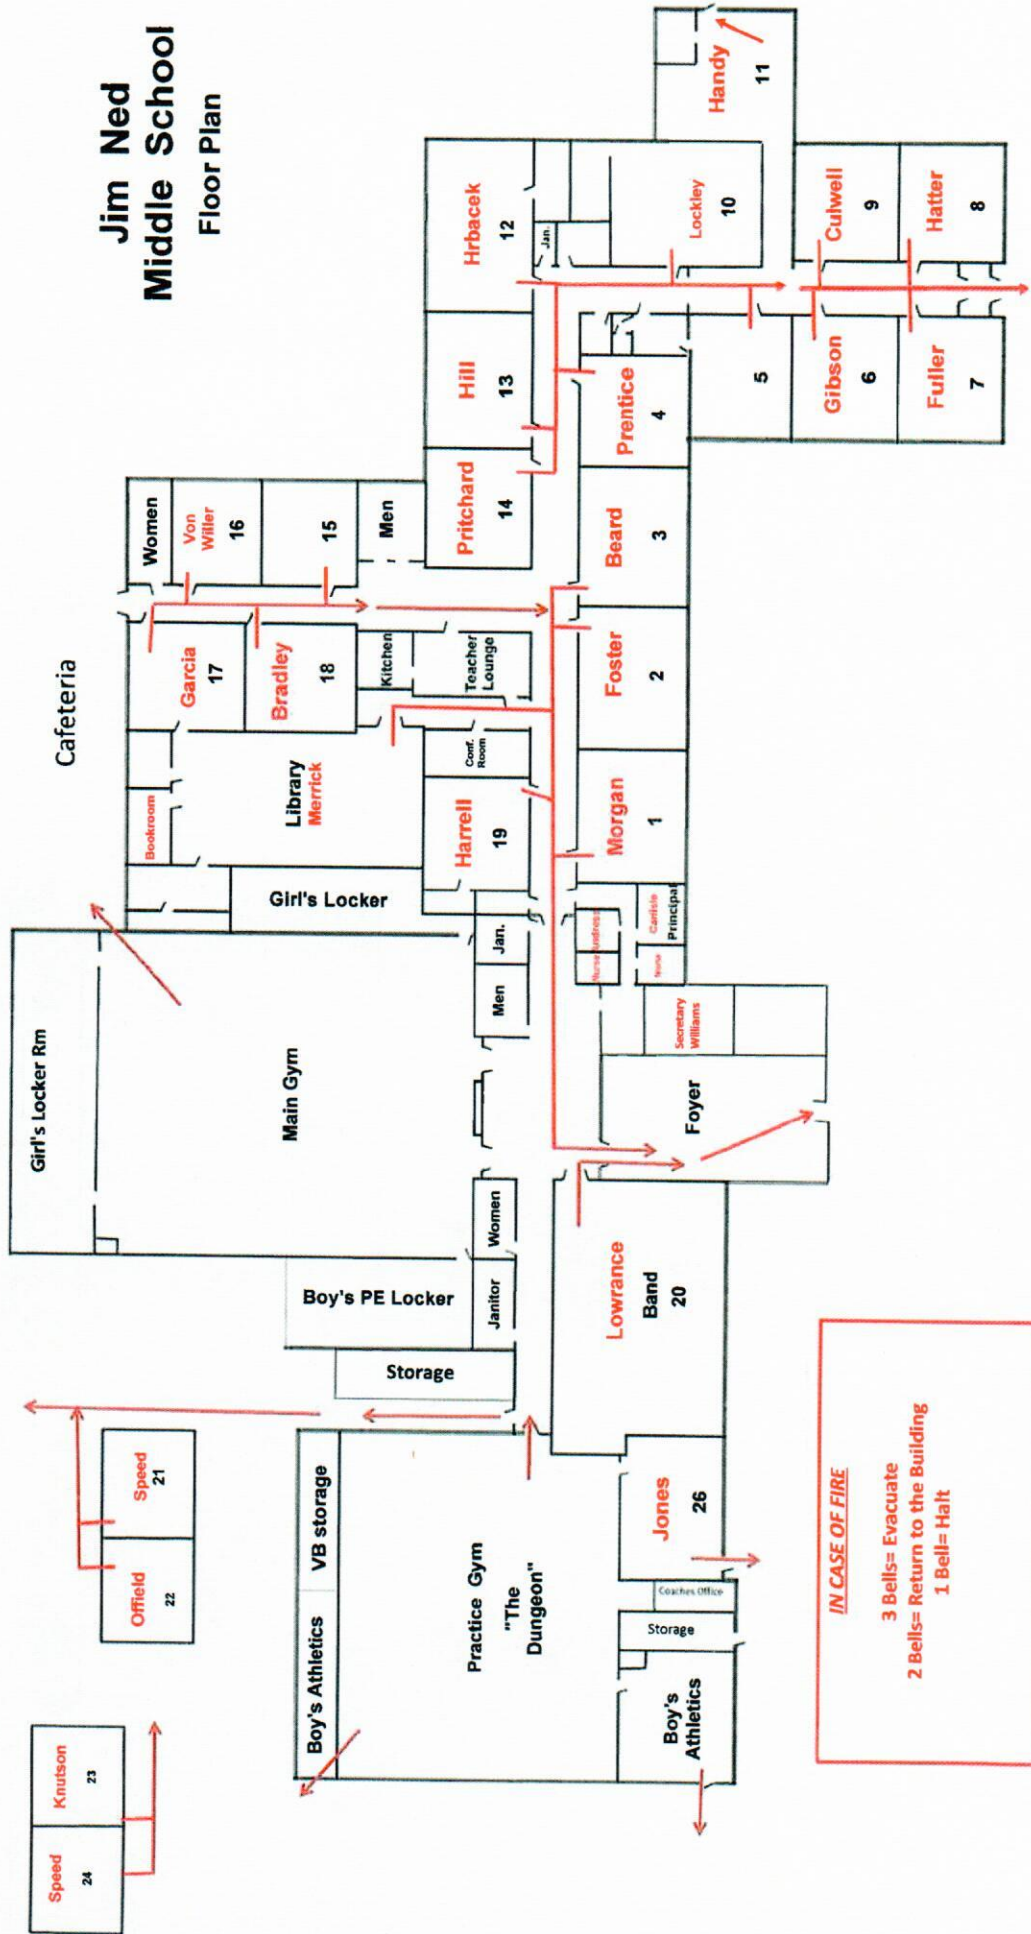 Jim Ned
Middle School
Floor Plan
Cafeteria
Speed
24
Knutson
23
Offield
22
Speed
21
Girl's Locker Rm
Main Gym
Bookroom
Library
Merrick
Girl's Locker
Garcia
17
Bradley
18
Women
Von
Willer
16
15
Men
Kitchen
Teacher
Lounge
Conf.
Room
Harrell
19
Pritchard
14
Hill
13
Hrbacek
12
Jan.
Boy's Athletics
VB storage
Storage
Boy's PE Locker
Janitor
Women
Men
Jan.
Practice Gym
"The
Dungeon"
Boy's
Athletics
Storage
Coaches Office
Jones
26
Lowrance
Band
20
Foyer
Secretary
Williams
Nurse
Carlisle
Principal
Morgan
1
Foster
2
Beard
3
Prentice
4
Lockley
10
Handy
11
5
Gibson
6
Fuller
7
Culwell
9
Hatter
8
IN CASE OF FIRE
3 Bells= Evacuate
2 Bells= Return to the Building
1 Bell= Halt